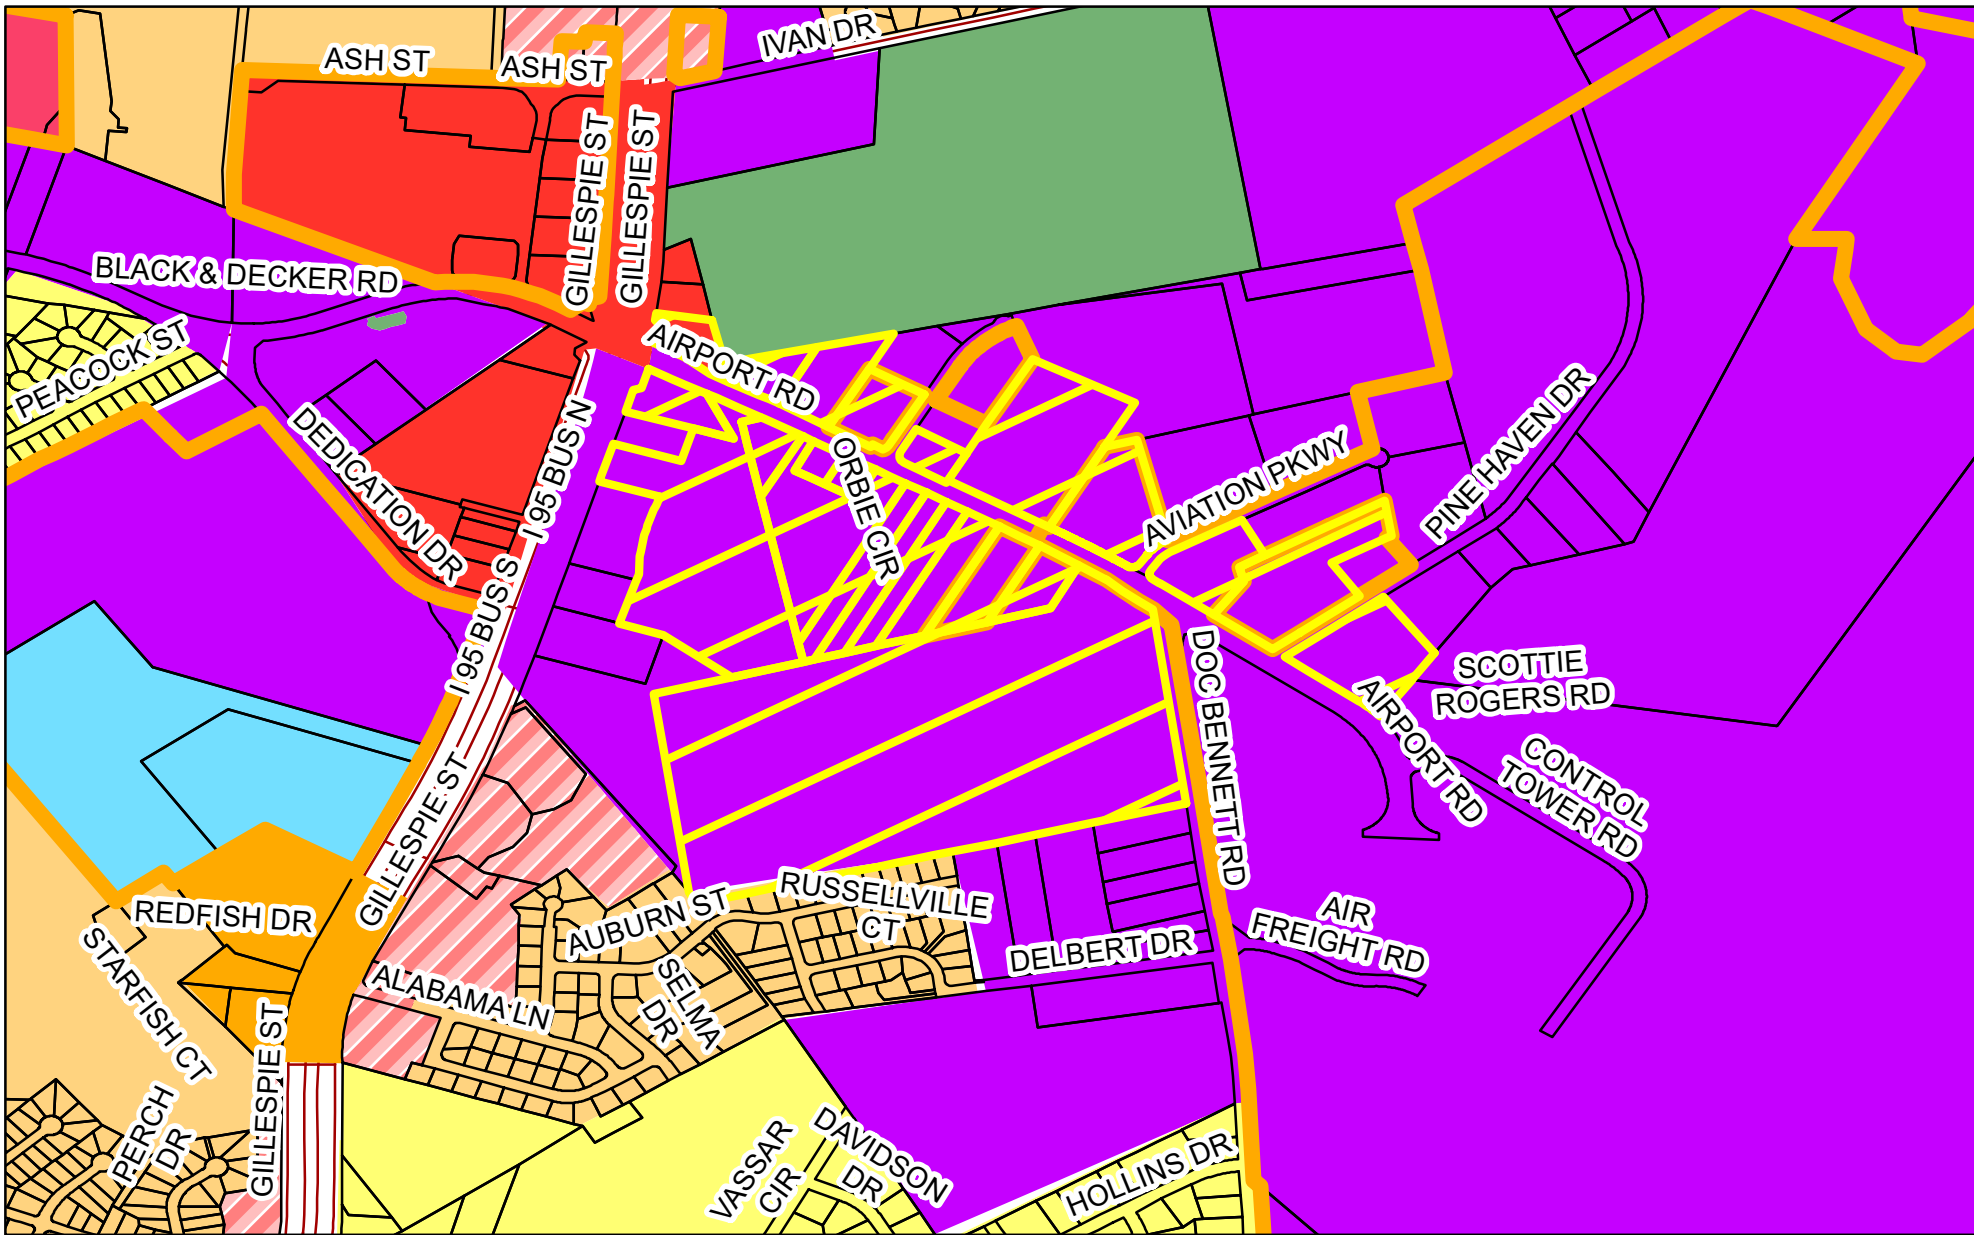 IVAN DR
ASH ST
ASH ST
GILLESPIE ST
GILLESPIE ST
BLACK & DECKER RD
PEACOCK ST
AIRPORT RD
DEDICATION DR
I 95 BUS N
ORBIE CIR
AVIATION PKWY
PINE HAVEN DR
I 95 BUS S
DOC BENNETT RD
SCOTTIE
ROGERS RD
AIRPORT RD
CONTROL
TOWER RD
GILLESPIE ST
REDFISH DR
AUBURN ST
RUSSELLVILLE
CT
AIR
FREIGHT RD
DELBERT DR
STARFISH CT
ALABAMA LN
SELMA
DR
GILLESPIE ST
PERCH
DR
VASSAR
CIR
DAVIDSON
DR
HOLLINS DR